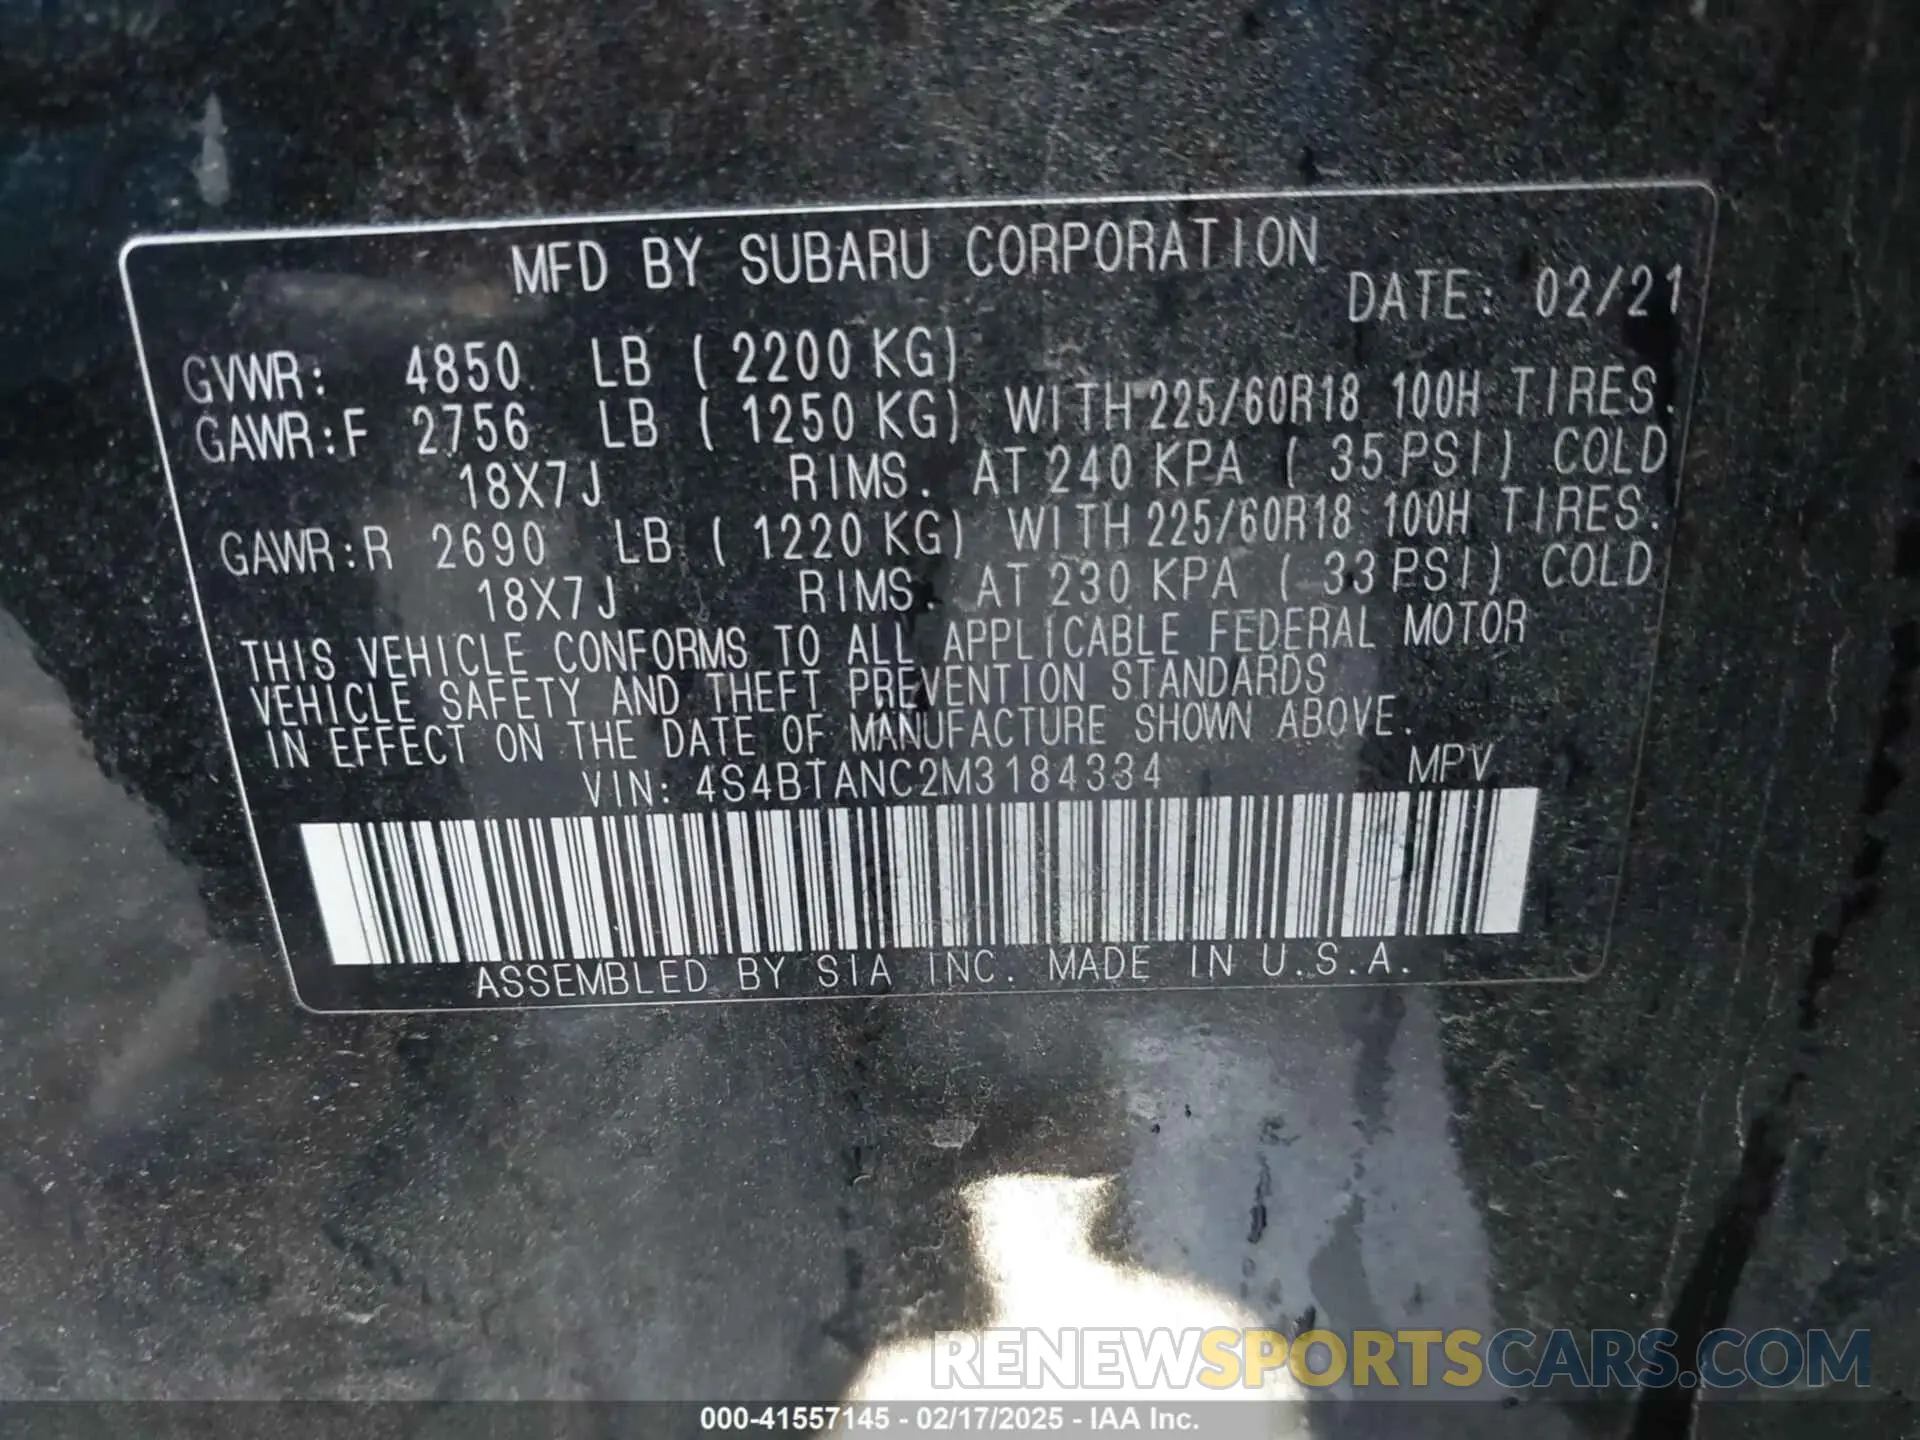 MFD BY SUBARU CORPORATION
DATE: 02/21
GVWR: 4850 LB ( 2200 KG)
GAWR:F 2756 LB ( 1250 KG) WITH 225/60R18 100H TIRES.
18X7J RIMS. AT 240 KPA ( 35 PSI) COLD
GAWR:R 2690 LB ( 1220 KG) WITH 225/60R18 100H TIRES.
18X7J RIMS. AT 230 KPA ( 33 PSI) COLD
THIS VEHICLE CONFORMS TO ALL APPLICABLE FEDERAL MOTOR
VEHICLE SAFETY AND THEFT PREVENTION STANDARDS
IN EFFECT ON THE DATE OF MANUFACTURE SHOWN ABOVE.
VIN: 4S4BTANC2M3184334 MPV
ASSEMBLED BY SIA INC. MADE IN U.S.A.
RENEWSPORTSCARS.COM
000-41557145 - 02/17/2025 - IAA Inc.